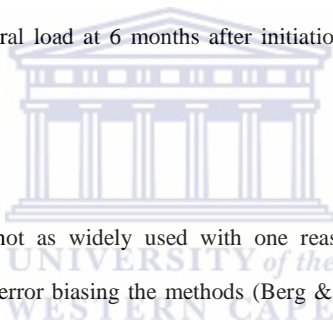 ral load at 6 months after initiation
not as widely used with one reas
UNIVERSITY of the
error biasing the methods (Berg &
WESTERN CAPE